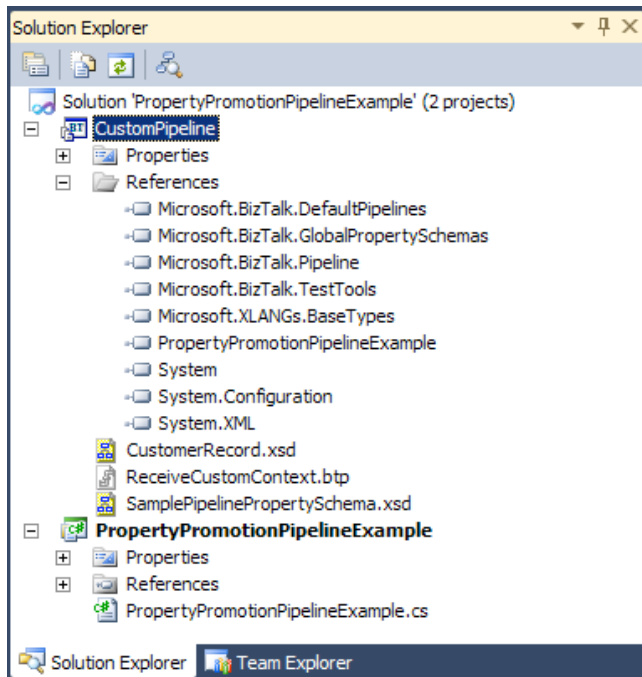 Solution Explorer
Solution 'PropertyPromotionPipelineExample' (2 projects)
CustomPipeline
Properties
References
Microsoft.BizTalk.DefaultPipelines
Microsoft.BizTalk.GlobalPropertySchemas
Microsoft.BizTalk.Pipeline
Microsoft.BizTalk.TestTools
Microsoft.XLANGs.BaseTypes
PropertyPromotionPipelineExample
System
System.Configuration
System.XML
CustomerRecord.xsd
ReceiveCustomContext.btp
SamplePipelinePropertySchema.xsd
PropertyPromotionPipelineExample
Properties
References
PropertyPromotionPipelineExample.cs
Solution Explorer Team Explorer